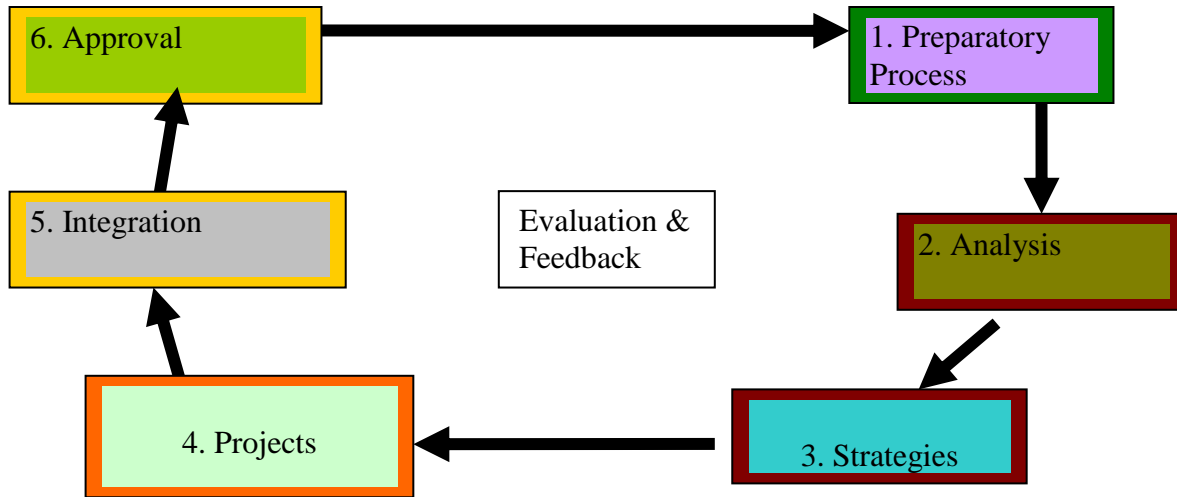 6. Approval
1. Preparatory
Process
5. Integration
Evaluation &
Feedback
2. Analysis
4. Projects
3. Strategies